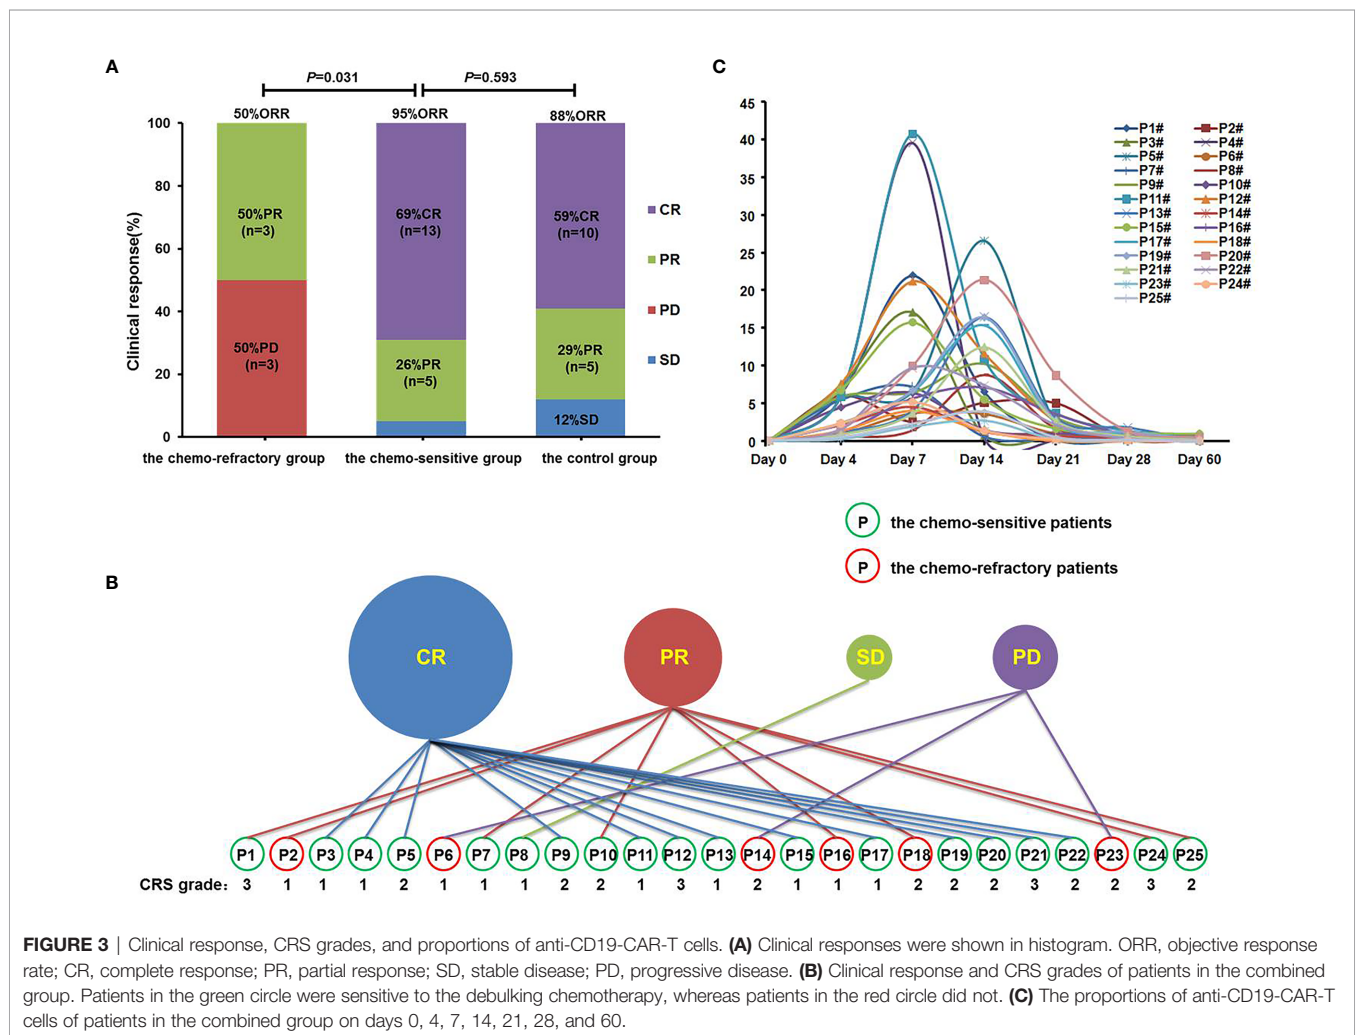 A
P=0.031
P=0.593
50%ORR
95%ORR
88%ORR
Clinical response(%)
100
80
60
40
20
0
50%PR
(n=3)
50%PD
(n=3)
69%CR
(n=13)
26%PR
(n=5)
59%CR
(n=10)
29%PR
(n=5)
12%SD
CR
PR
PD
SD
the chemo-refractory group
the chemo-sensitive group
the control group
C
45
40
35
30
25
20
15
10
5
0
Day 0
Day 4
Day 7
Day 14
Day 21
Day 28
Day 60
P1# P2#
P3# P4#
P5# P6#
P7# P8#
P9# P10#
P11# P12#
P13# P14#
P15# P16#
P17# P18#
P19# P20#
P21# P22#
P23# P24#
P25#
P the chemo-sensitive patients
P the chemo-refractory patients
B
CR PR SD PD
P1 P2 P3 P4 P5 P6 P7 P8 P9 P10 P11 P12 P13 P14 P15 P16 P17 P18 P19 P20 P21 P22 P23 P24 P25
CRS grade: 3 1 1 1 2 1 1 1 2 2 1 3 1 2 1 1 1 2 2 2 3 2 2 3 2
FIGURE 3 | Clinical response, CRS grades, and proportions of anti-CD19-CAR-T cells. (A) Clinical responses were shown in histogram. ORR, objective response
rate; CR, complete response; PR, partial response; SD, stable disease; PD, progressive disease. (B) Clinical response and CRS grades of patients in the combined
group. Patients in the green circle were sensitive to the debulking chemotherapy, whereas patients in the red circle did not. (C) The proportions of anti-CD19-CAR-T
cells of patients in the combined group on days 0, 4, 7, 14, 21, 28, and 60.